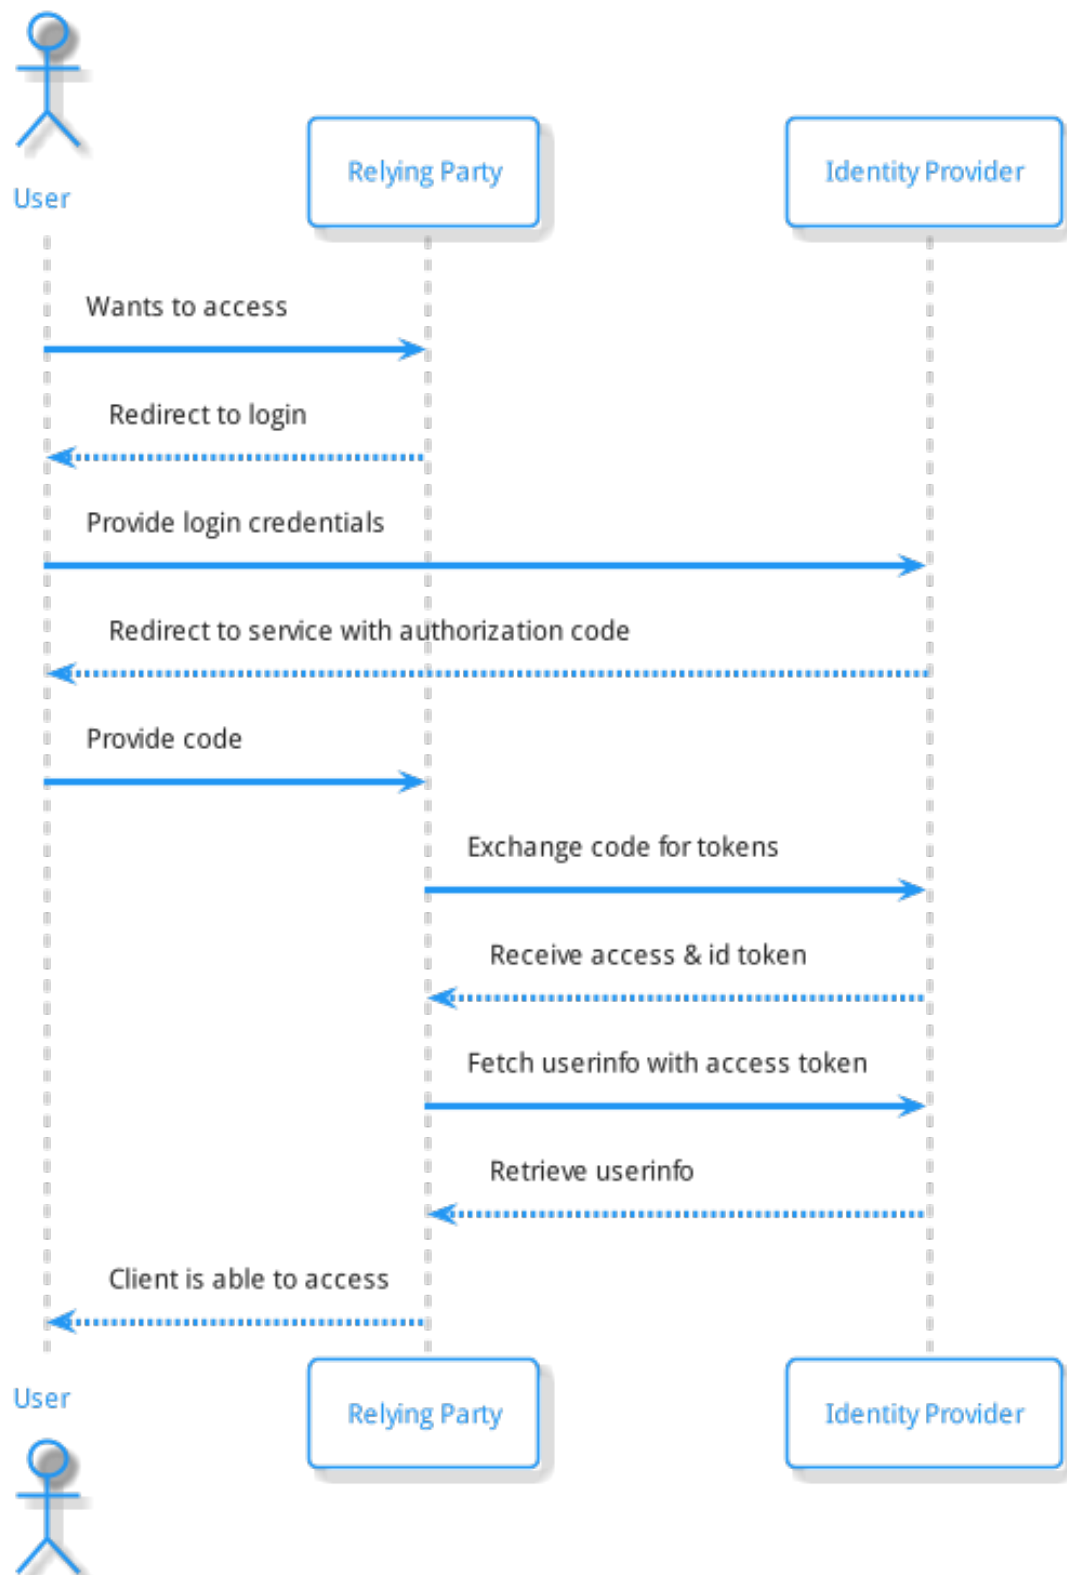 User
Relying Party
Identity Provider
Wants to access
Redirect to login
Provide login credentials
Redirect to service with authorization code
Provide code
Exchange code for tokens
Receive access & id token
Fetch userinfo with access token
Retrieve userinfo
Client is able to access
User
Relying Party
Identity Provider